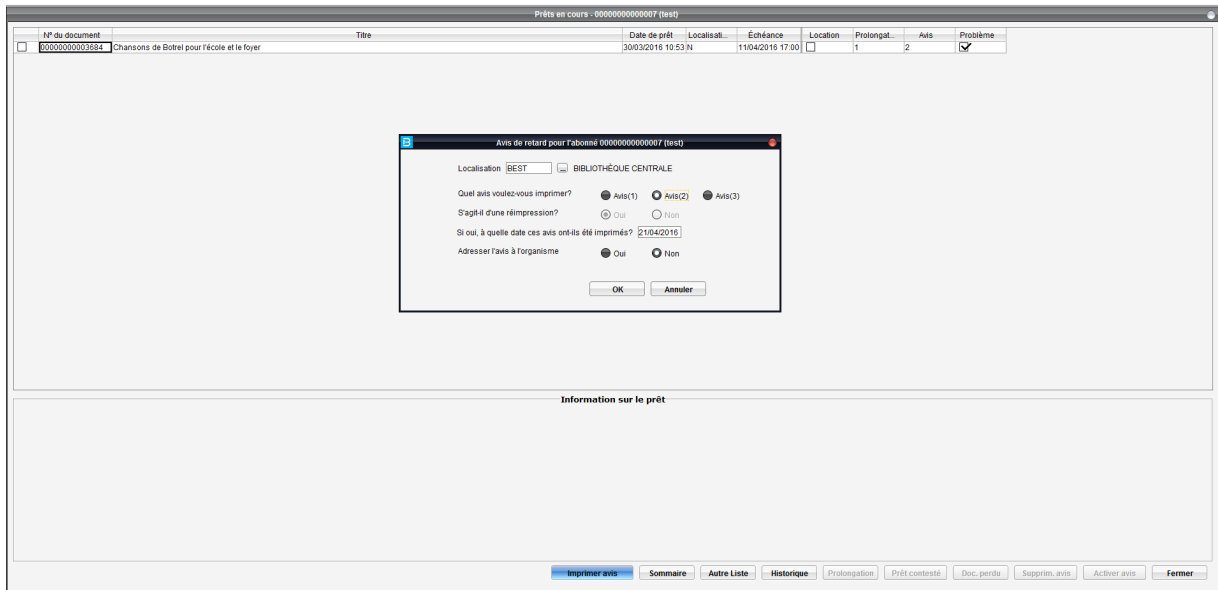 Prêts en cours - 00000000000007 (test)
Nº du document Titre Date de prêt Localisati... Échéance Location Prolongat... Avis Problème
00000000003684 Chansons de Botrel pour l'école et le foyer 30/03/2016 10:53 N 11/04/2016 17:00 1 2
B Avis de retard pour l'abonné 00000000000007 (test)
Localisation BEST ... BIBLIOTHÈQUE CENTRALE
Quel avis voulez-vous imprimer? Avis(1) Avis(2) Avis(3)
S'agit-il d'une réimpression? Oui Non
Si oui, à quelle date ces avis ont-ils été imprimés? 21/04/2016
Adresser l'avis à l'organisme Oui Non
OK Annuler
Information sur le prêt
Imprimer avis Sommaire Autre Liste Historique Prolongation Prêt contesté Doc. perdu Supprim. avis Activer avis Fermer